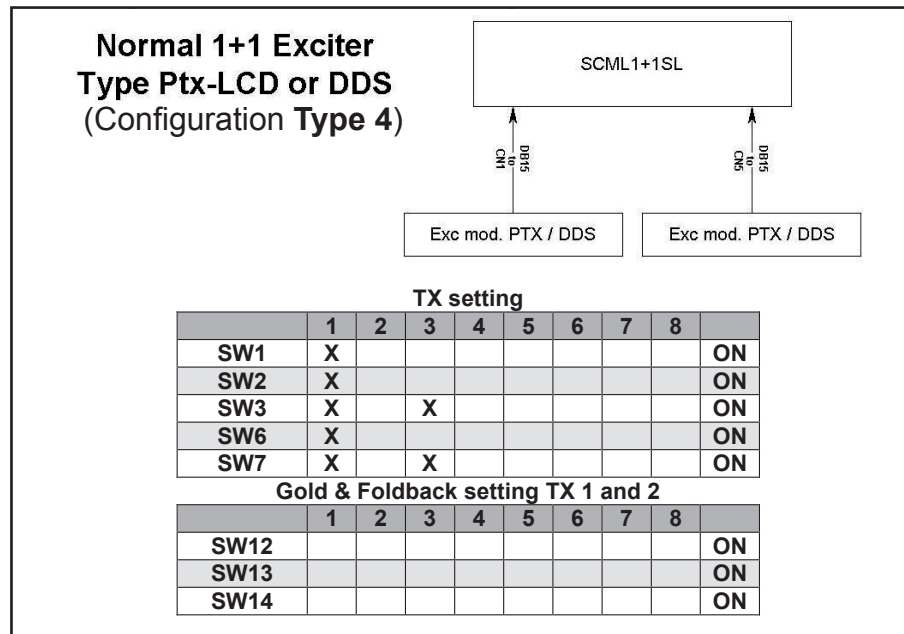 Normal 1+1 Exciter
Type Ptx-LCD or DDS
(Configuration Type 4)
SCML1+1SL
DB15
to
CN1
DB15
to
CN5
Exc mod. PTX / DDS
Exc mod. PTX / DDS
TX setting
1 2 3 4 5 6 7 8
SW1 X ON
SW2 X ON
SW3 X X ON
SW6 X ON
SW7 X X ON
Gold & Foldback setting TX 1 and 2
1 2 3 4 5 6 7 8
SW12 ON
SW13 ON
SW14 ON